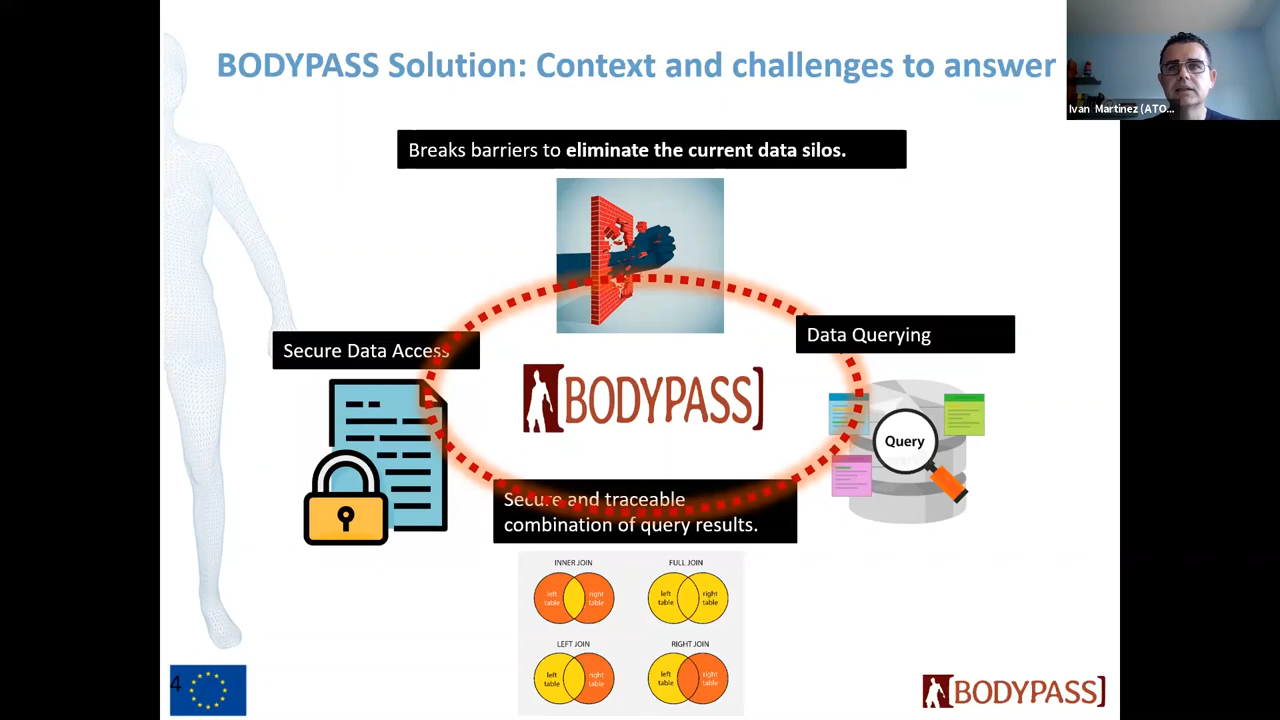 BODYPASS Solution: Context and challenges to answer
Ivan Martinez (ATO...
Breaks barriers to eliminate the current data silos.
Secure Data Access
Data Querying
[BODYPASS]
Query
Secure and traceable
combination of query results.
INNER JOIN
FULL JOIN
left
table
right
table
left
table
right
table
LEFT JOIN
RIGHT JOIN
left
table
right
table
left
table
right
table
4
[BODYPASS]